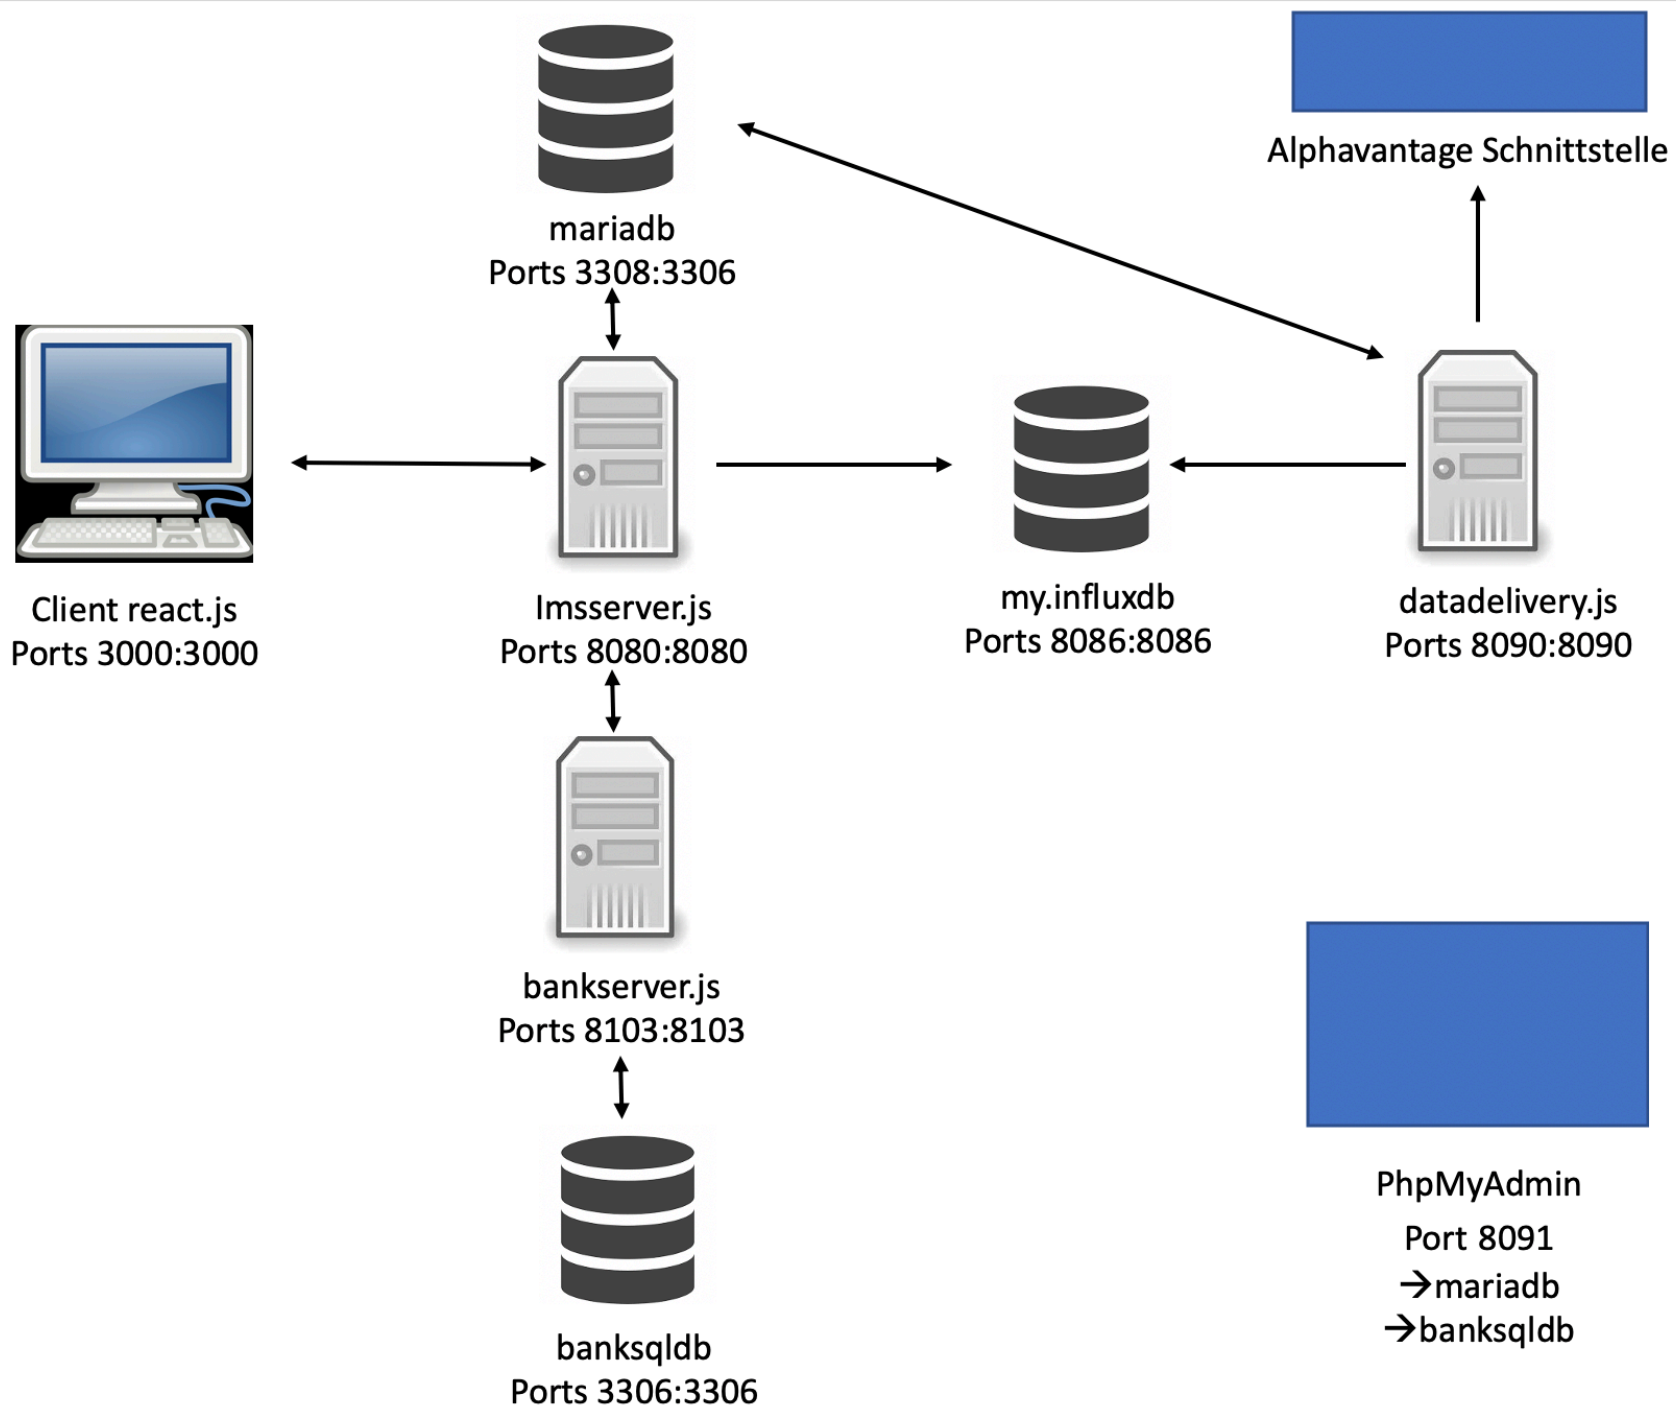 Alphavantage Schnittstelle
mariadb
Ports 3308:3306
Client react.js
Ports 3000:3000
lmsserver.js
Ports 8080:8080
my.influxdb
Ports 8086:8086
datadelivery.js
Ports 8090:8090
bankserver.js
Ports 8103:8103
PhpMyAdmin
Port 8091
→mariadb
→banksqldb
banksqldb
Ports 3306:3306